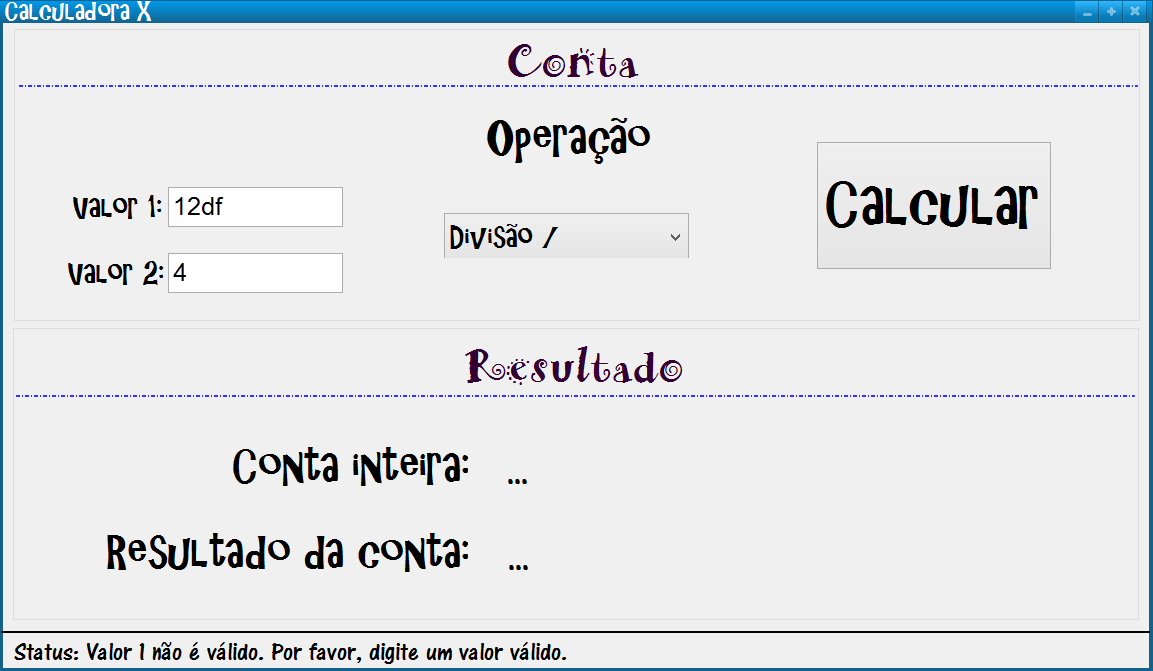 Calculadora X
Conta
Operação
Calcular
Valor 1: 12df
Divisão /
Valor 2: 4
Resultado
Conta inteira: ...
Resultado da conta: ...
Status: Valor 1 não é válido. Por favor, digite um valor válido.